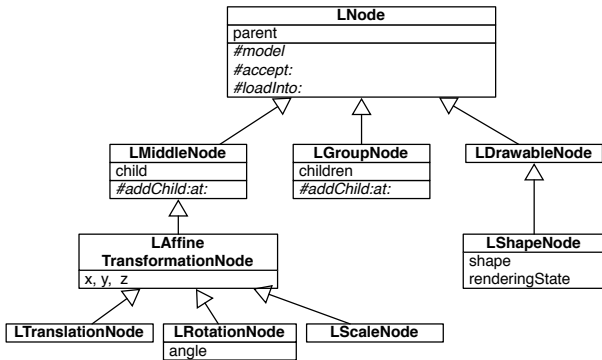 LNode
parent
#model
#accept:
#loadInto:
LMiddleNode
child
#addChild:at:
LGroupNode
children
#addChild:at:
LDrawableNode
LAffine
TransformationNode
x, y, z
LShapeNode
shape
renderingState
LTranslationNode
LRotationNode
angle
LScaleNode